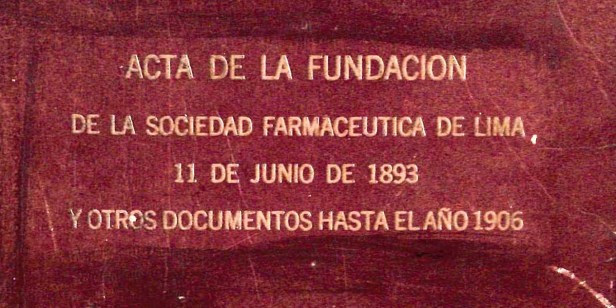 ACTA DE LA FUNDACION
DE LA SOCIEDAD FARMACEUTICA DE LIMA
11 DE JUNIO DE 1893
Y OTROS DOCUMENTOS HASTA EL AÑO 1906